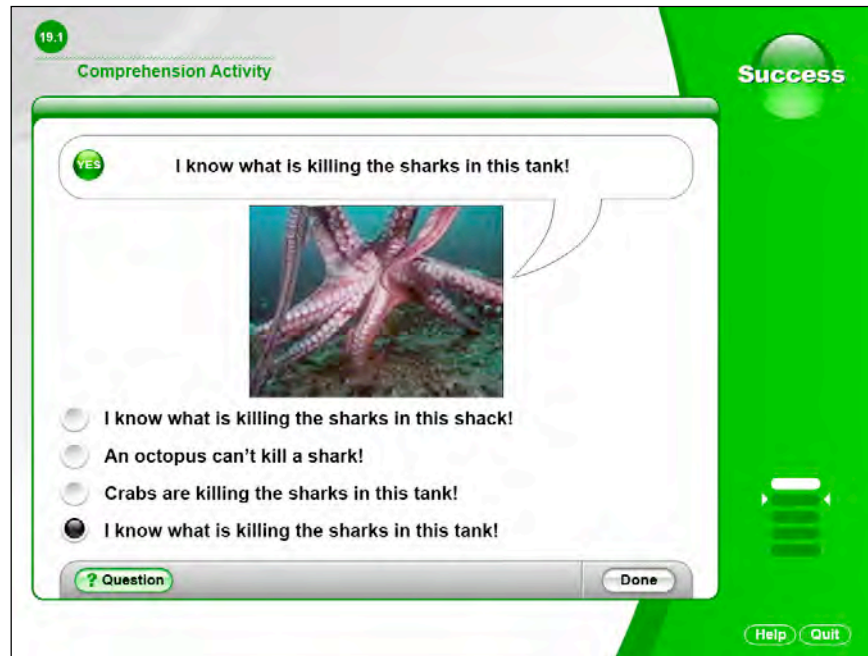 19.1
Comprehension Activity
Success
YES
I know what is killing the sharks in this tank!
I know what is killing the sharks in this shack!
An octopus can't kill a shark!
Crabs are killing the sharks in this tank!
I know what is killing the sharks in this tank!
? Question
Done
Help
Quit